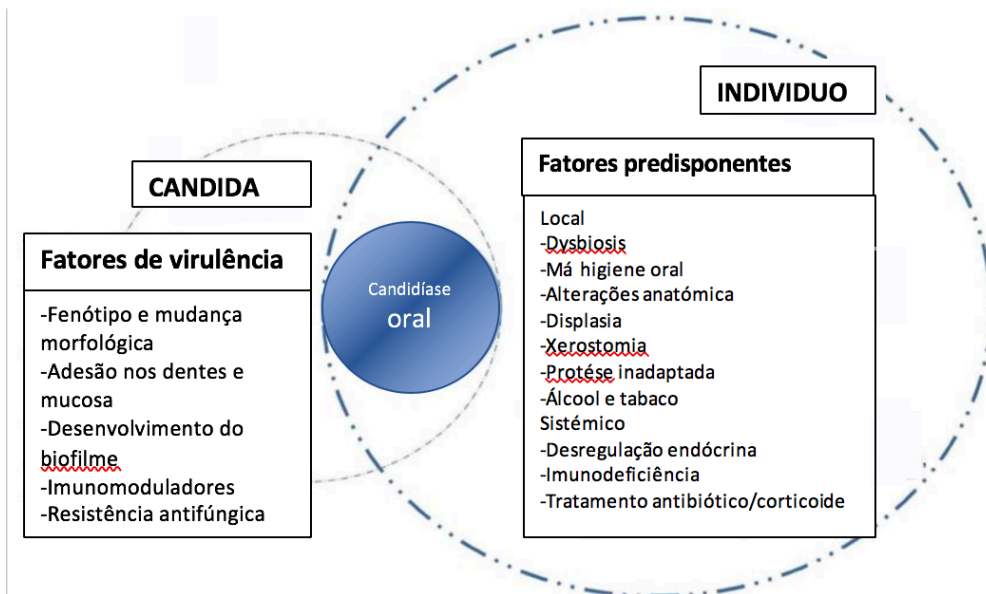 CANDIDA
Fatores de virulência
-Fenótipo e mudança
morfológica
-Adesão nos dentes e
mucosa
-Desenvolvimento do
biofilme
-Imunomoduladores
-Resistência antifúngica
Candidíase
oral
INDIVIDUO
Fatores predisponentes
Local
-Dysbiosis
-Má higiene oral
-Alterações anatómica
-Displasia
-Xerostomia
-Protése inadaptada
-Álcool e tabaco
Sistémico
-Desregulação endócrina
-Imunodeficiência
-Tratamento antibiótico/corticoide